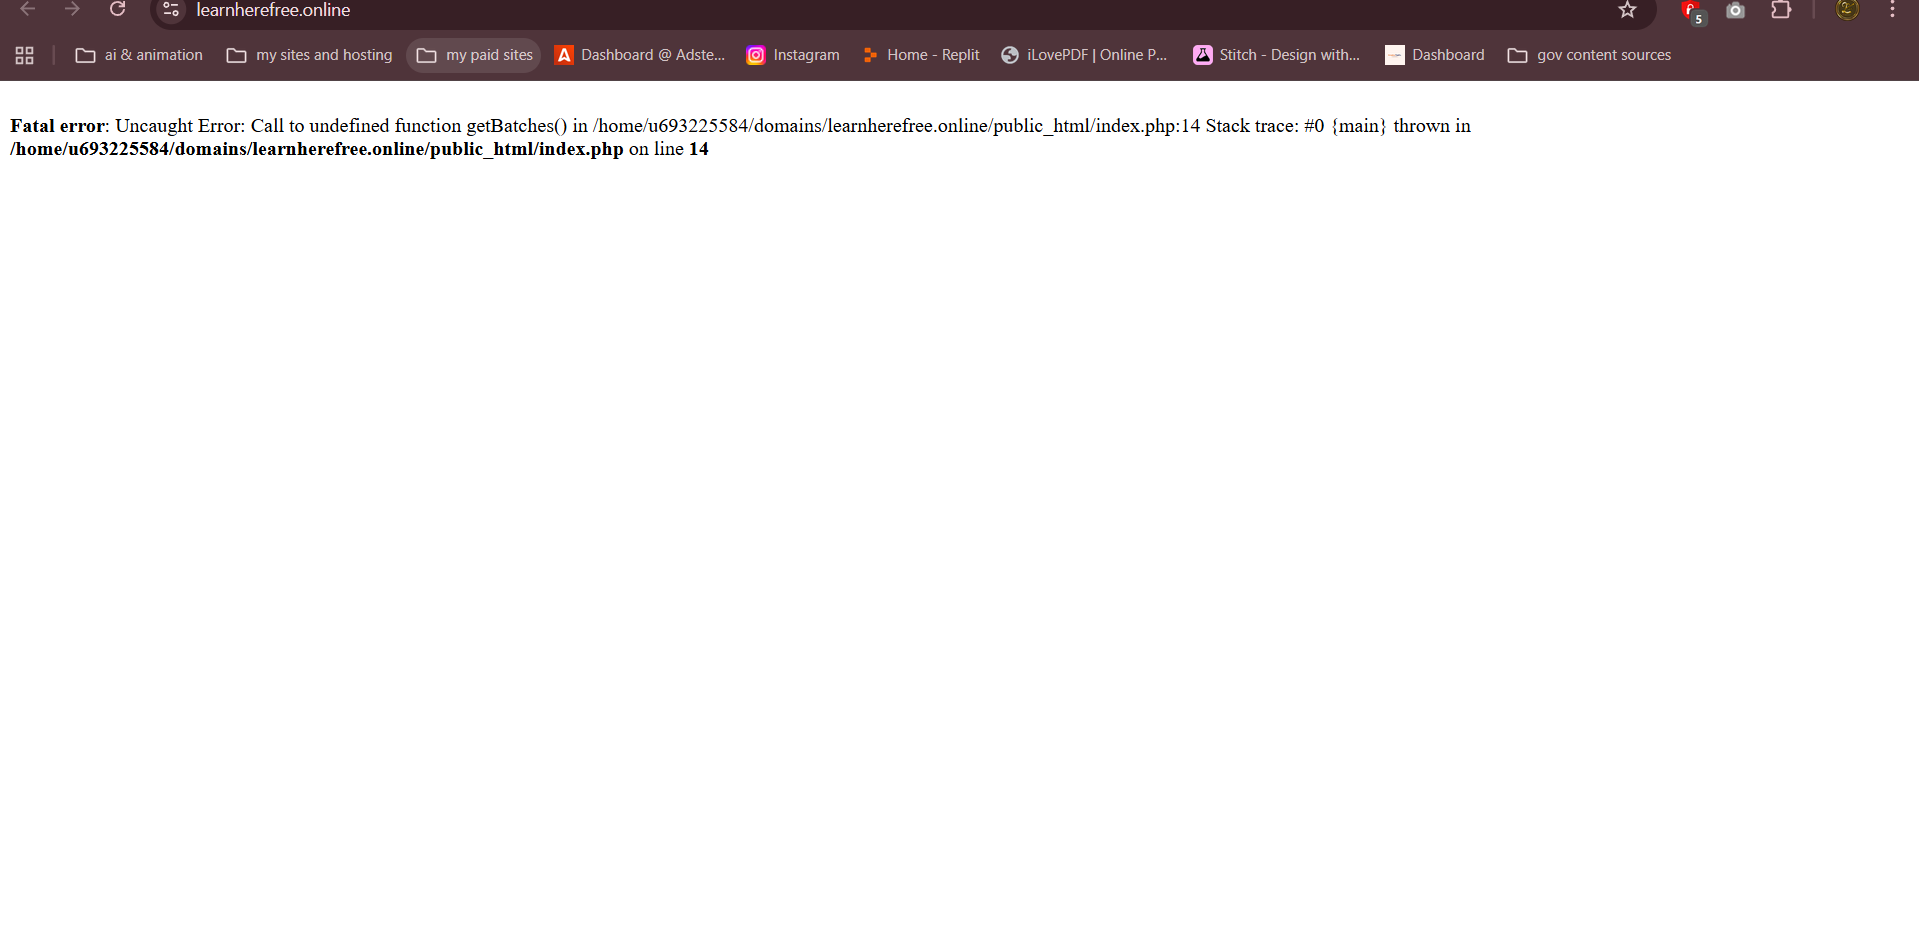 learnherefree.online
5
ai & animation my sites and hosting my paid sites Dashboard @ Adste... Instagram Home - Replit iLovePDF | Online P... Stitch - Design with... Dashboard gov content sources
Fatal error: Uncaught Error: Call to undefined function getBatches() in /home/u693225584/domains/learnherefree.online/public_html/index.php:14 Stack trace: #0 {main} thrown in
/home/u693225584/domains/learnherefree.online/public_html/index.php on line 14